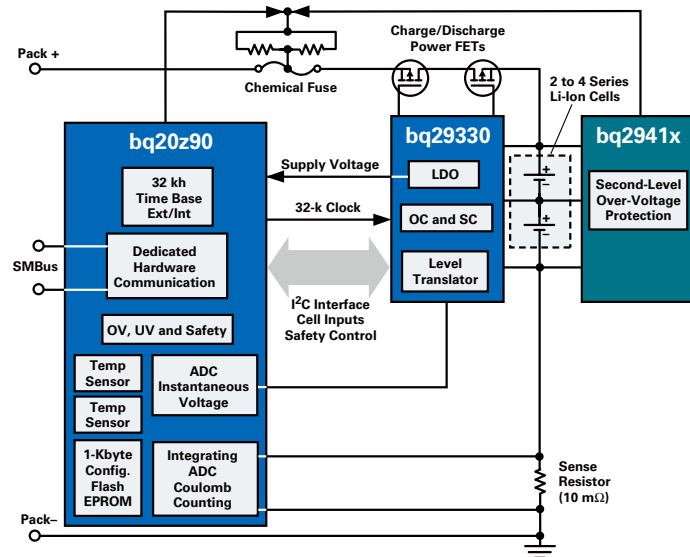 Pack +
Chemical Fuse
Charge/Discharge
Power FETs
2 to 4 Series
Li-Ion Cells
bq20z90
32 kh
Time Base
Ext/Int
Dedicated
Hardware
Communication
SMBus
OV, UV and Safety
Temp
Sensor
Temp
Sensor
ADC
Instantaneous
Voltage
1-Kbyte
Config.
Flash
EPROM
Integrating
ADC
Coulomb
Counting
Pack–
Supply Voltage
32-k Clock
I²C Interface
Cell Inputs
Safety Control
bq29330
LDO
OC and SC
Level
Translator
+
–
+
–
bq2941x
Second-Level
Over-Voltage
Protection
Sense
Resistor
(10 mΩ)